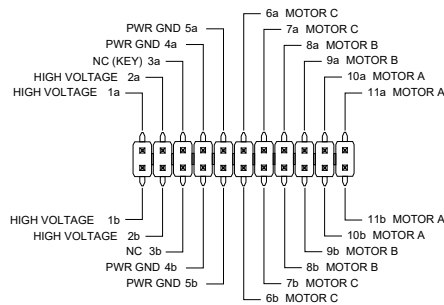 6a MOTOR C
PWR GND 5a
7a MOTOR C
PWR GND 4a
8a MOTOR B
NC (KEY) 3a
9a MOTOR B
HIGH VOLTAGE 2a
10a MOTOR A
HIGH VOLTAGE 1a
11a MOTOR A
HIGH VOLTAGE 1b
11b MOTOR A
HIGH VOLTAGE 2b
10b MOTOR A
NC 3b
9b MOTOR B
PWR GND 4b
8b MOTOR B
PWR GND 5b
7b MOTOR C
6b MOTOR C